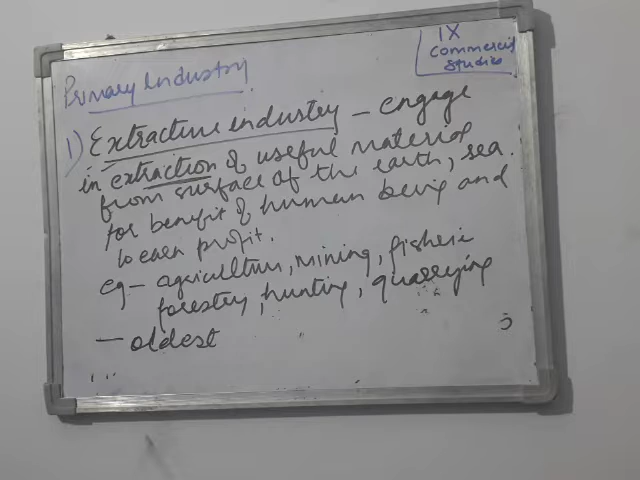 IX
Commercial
Studies
Primary Industry
1) Extractive industry - engage
in extraction of useful material
from surface of the earth, sea.
for benefit of human being and
to earn profit.
eg - agriculture, mining, fisheri
forestry, hunting, quarrying
- oldest